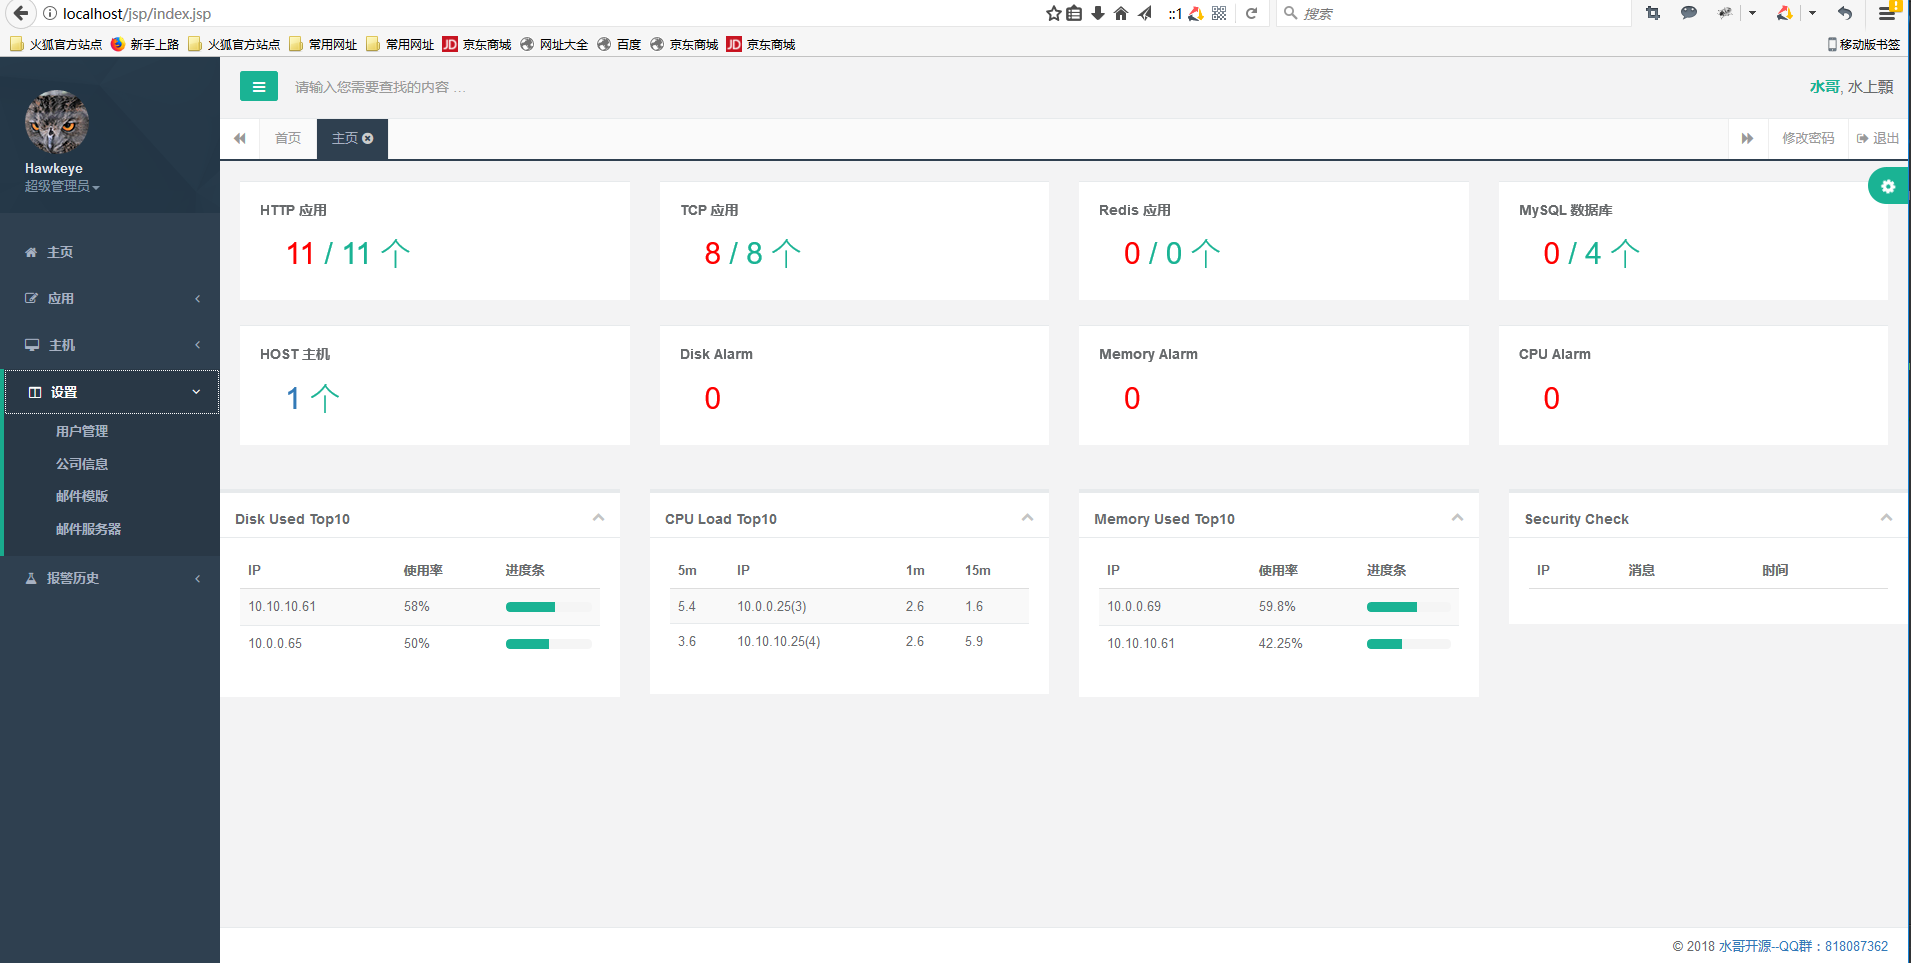 localhost/jsp/index.jsp
::1
搜索
火狐官方站点 新手上路 火狐官方站点 常用网址 常用网址 JD 京东商城 网址大全 百度 京东商城 JD 京东商城
移动版书签
Hawkeye
超级管理员
主页
应用
主机
设置
用户管理
公司信息
邮件模版
邮件服务器
报警历史
请输入您需要查找的内容 …
水哥, 水上顥
首页 主页
修改密码 退出
HTTP 应用
11 / 11 个
TCP 应用
8 / 8 个
Redis 应用
0 / 0 个
MySQL 数据库
0 / 4 个
HOST 主机
1 个
Disk Alarm
0
Memory Alarm
0
CPU Alarm
0
Disk Used Top10
IP 使用率 进度条
10.10.10.61 58%
10.0.0.65 50%
CPU Load Top10
5m IP 1m 15m
5.4 10.0.0.25(3) 2.6 1.6
3.6 10.10.10.25(4) 2.6 5.9
Memory Used Top10
IP 使用率 进度条
10.0.0.69 59.8%
10.10.10.61 42.25%
Security Check
IP 消息 时间
© 2018 水哥开源--QQ群：818087362